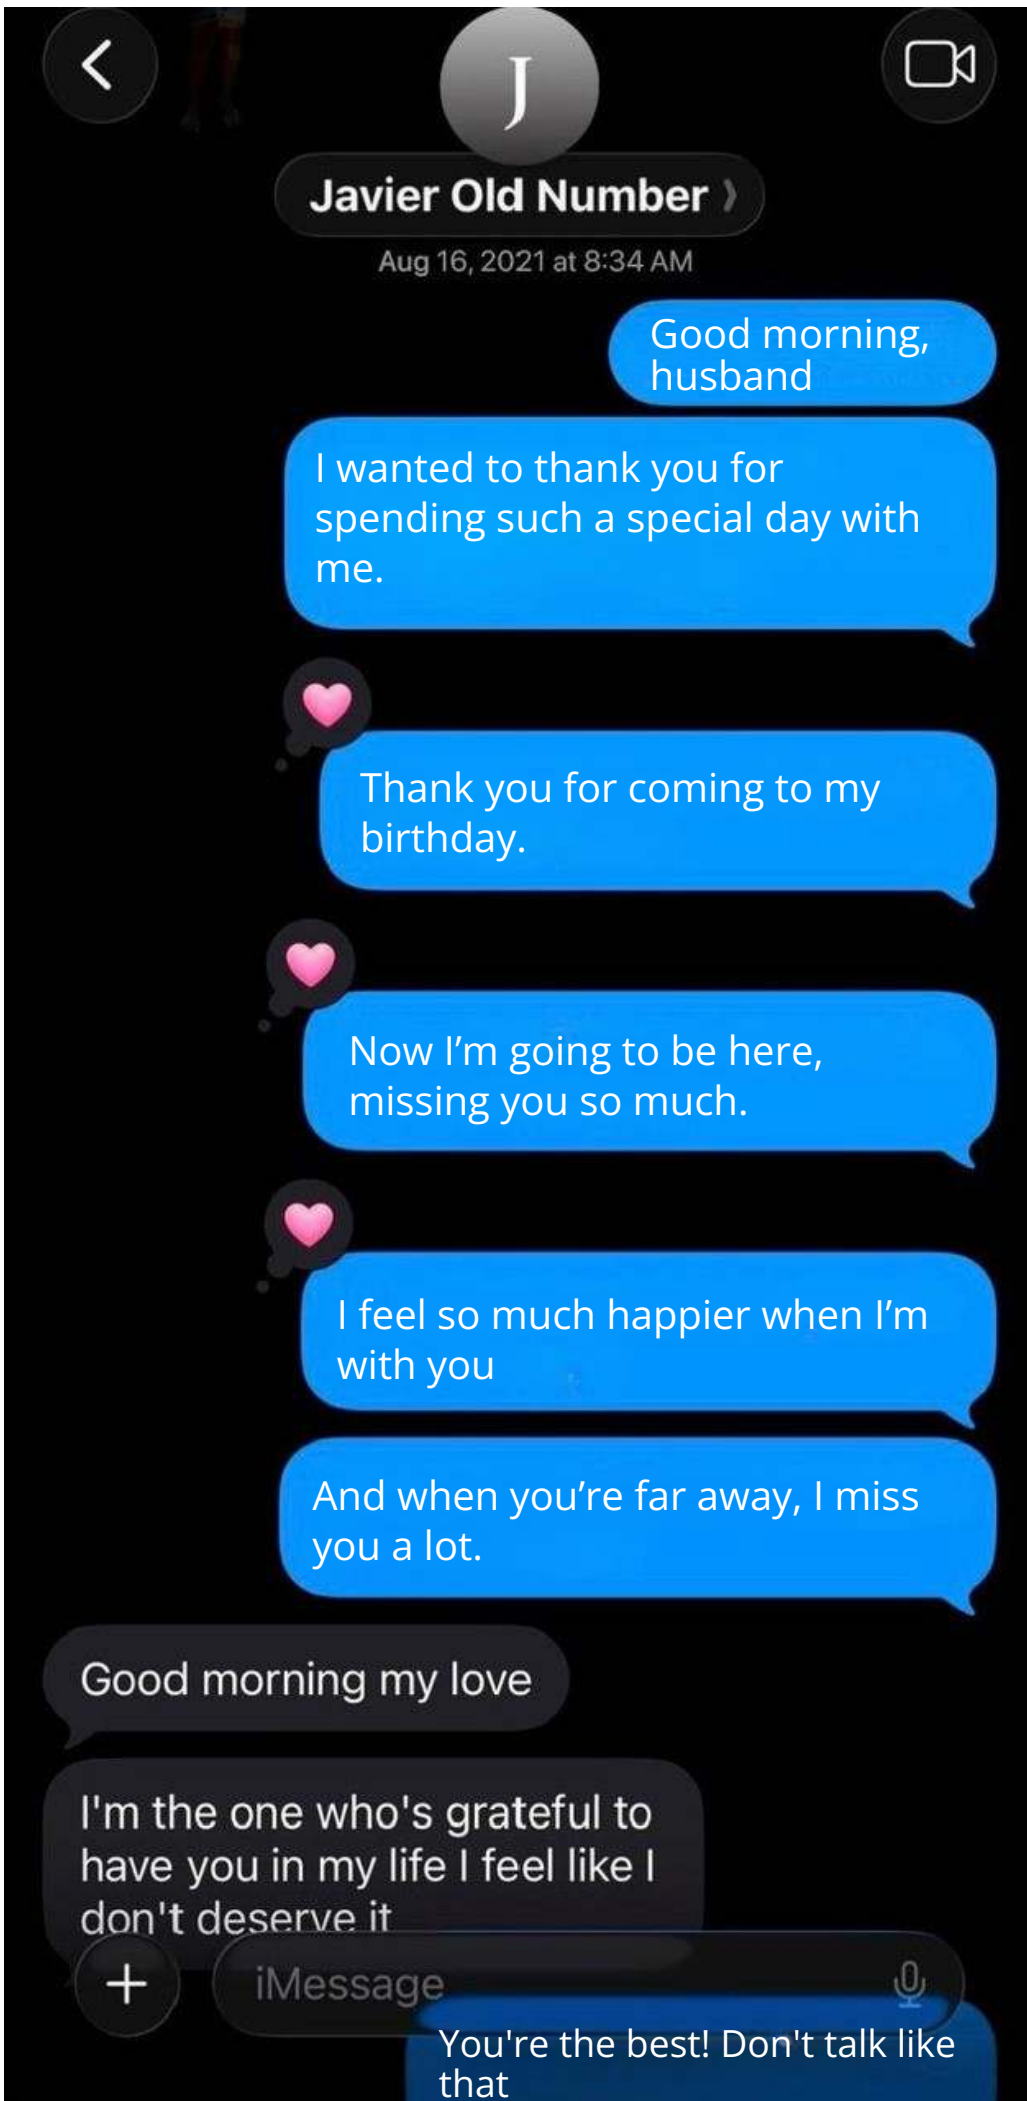 J
Javier Old Number
Aug 16, 2021 at 8:34 AM
Good morning,
husband
I wanted to thank you for
spending such a special day with
me.
Thank you for coming to my
birthday.
Now I’m going to be here,
missing you so much.
I feel so much happier when I’m
with you
And when you’re far away, I miss
you a lot.
Good morning my love
I'm the one who's grateful to
have you in my life I feel like I
don't deserve it
iMessage
You're the best! Don't talk like
that